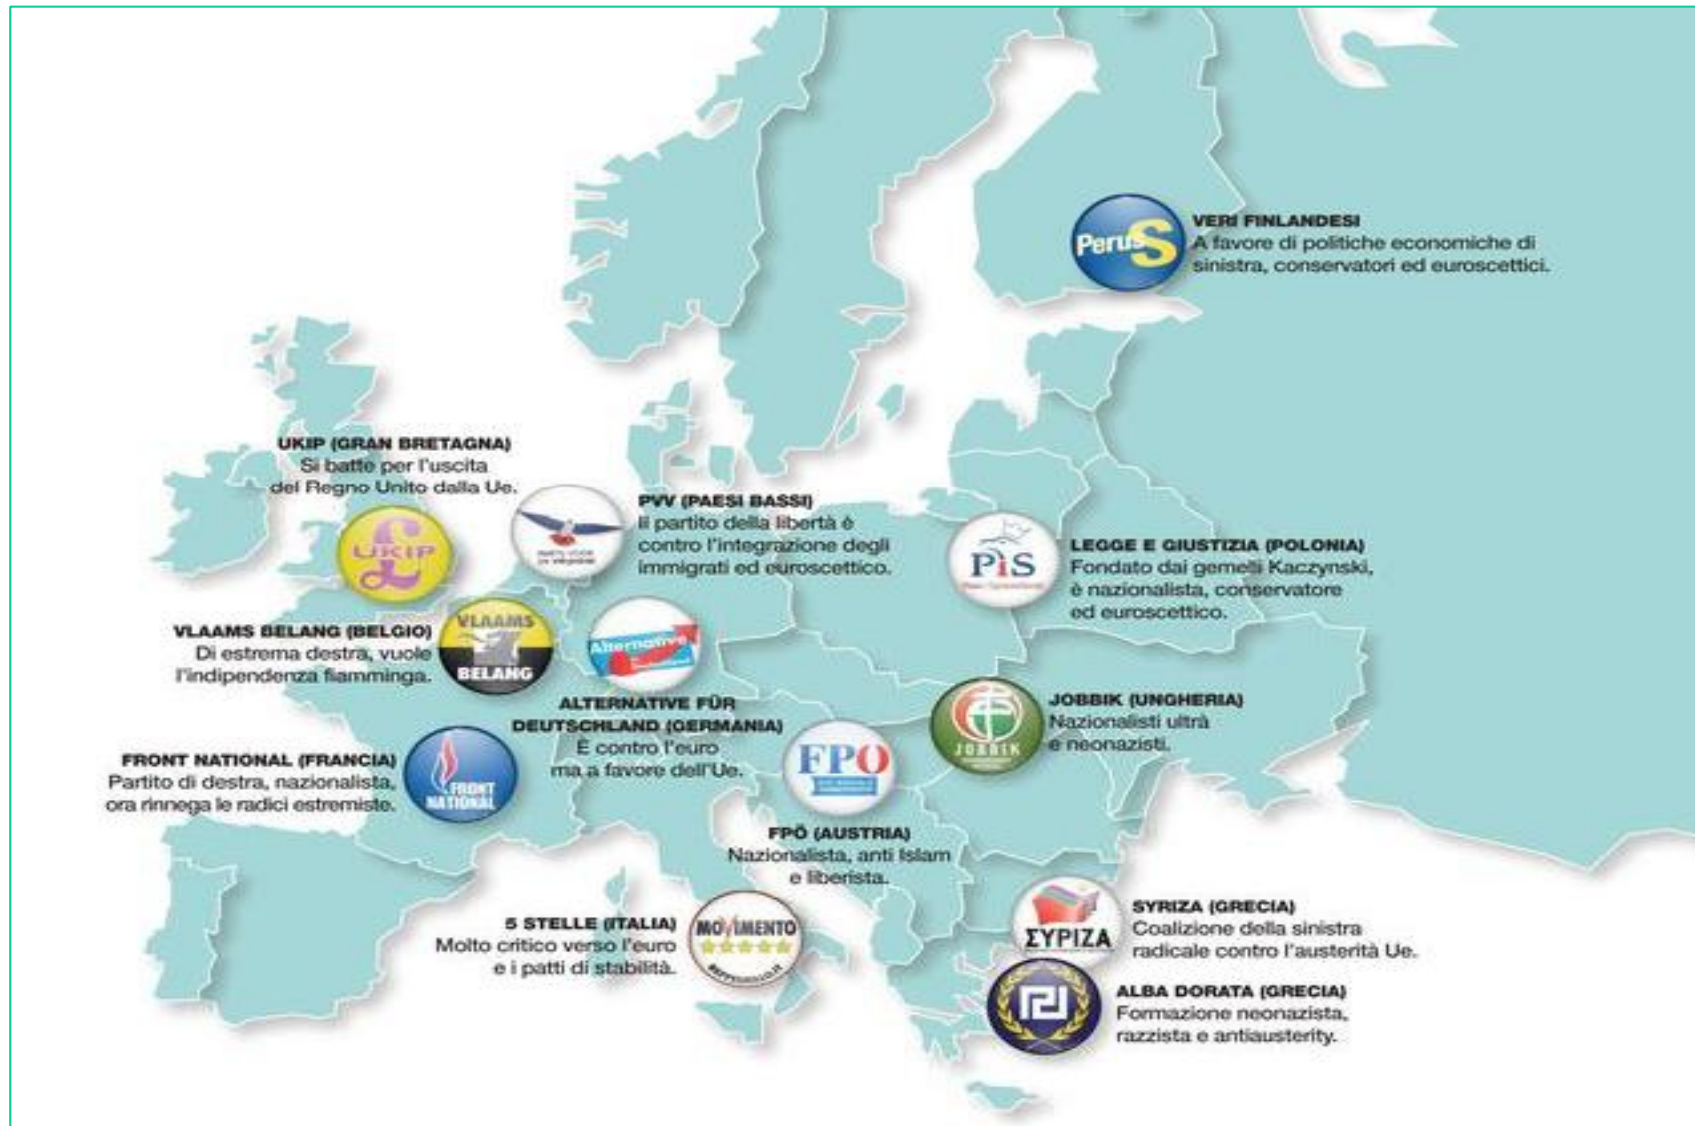 PerusS
VERI FINLANDESI
A favore di politiche economiche di
sinistra, conservatori ed euroscettici.
UKIP (GRAN BRETAGNA)
Si batte per l'uscita
del Regno Unito dalla Ue.
UKIP
PVV (PAESI BASSI)
Il partito della libertà è
contro l'integrazione degli
immigrati ed euroscettico.
PiS
LEGGE E GIUSTIZIA (POLONIA)
Fondato dai gemelli Kaczynski,
è nazionalista, conservatore
ed euroscettico.
VLAAMS BELANG (BELGIO)
Di estrema destra, vuole
l'indipendenza fiamminga.
VLAAMS
BELANG
Alternative
ALTERNATIVE FÜR
DEUTSCHLAND (GERMANIA)
È contro l'euro
ma a favore dell'Ue.
JOBBIK
JOBBIK (UNGHERIA)
Nazionalisti ultrà
e neonazisti.
FRONT NATIONAL (FRANCIA)
Partito di destra, nazionalista,
ora rinnega le radici estremiste.
FRONT
NATIONAL
FPÖ
FPÖ (AUSTRIA)
Nazionalista, anti Islam
e liberista.
5 STELLE (ITALIA)
Molto critico verso l'euro
e i patti di stabilità.
MOVIMENTO
ΣΥΡΙΖΑ
SYRIZA (GRECIA)
Coalizione della sinistra
radicale contro l'austerità Ue.
ALBA DORATA (GRECIA)
Formazione neonazista,
razzista e antiausterity.